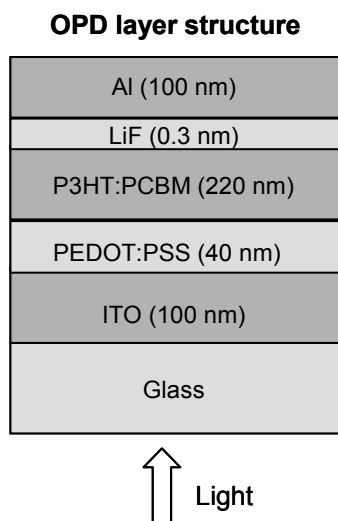 OPD layer structure
Al (100 nm)
LiF (0.3 nm)
P3HT:PCBM (220 nm)
PEDOT:PSS (40 nm)
ITO (100 nm)
Glass
Light